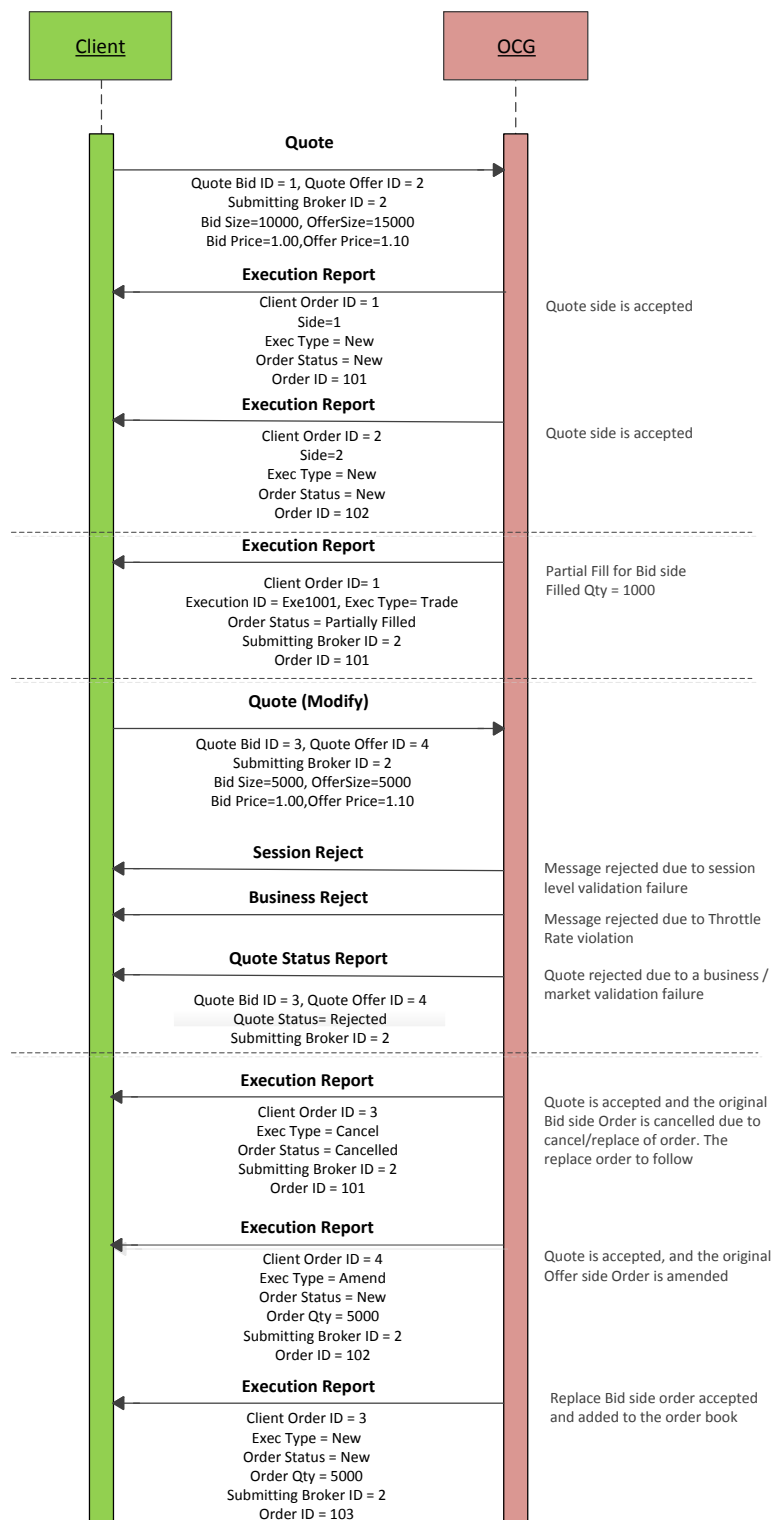 Client
OCG
Quote
Quote Bid ID = 1, Quote Offer ID = 2
Submitting Broker ID = 2
Bid Size=10000, OfferSize=15000
Bid Price=1.00,Offer Price=1.10
Execution Report
Client Order ID = 1
Side=1
Exec Type = New
Order Status = New
Order ID = 101
Quote side is accepted
Execution Report
Client Order ID = 2
Side=2
Exec Type = New
Order Status = New
Order ID = 102
Quote side is accepted
Execution Report
Client Order ID= 1
Execution ID = Exe1001, Exec Type= Trade
Order Status = Partially Filled
Submitting Broker ID = 2
Order ID = 101
Partial Fill for Bid side
Filled Qty = 1000
Quote (Modify)
Quote Bid ID = 3, Quote Offer ID = 4
Submitting Broker ID = 2
Bid Size=5000, OfferSize=5000
Bid Price=1.00,Offer Price=1.10
Session Reject
Message rejected due to session
level validation failure
Business Reject
Message rejected due to Throttle
Rate violation
Quote Status Report
Quote Bid ID = 3, Quote Offer ID = 4
Quote Status= Rejected
Submitting Broker ID = 2
Quote rejected due to a business /
market validation failure
Execution Report
Client Order ID = 3
Exec Type = Cancel
Order Status = Cancelled
Submitting Broker ID = 2
Order ID = 101
Quote is accepted and the original
Bid side Order is cancelled due to
cancel/replace of order. The
replace order to follow
Execution Report
Client Order ID = 4
Exec Type = Amend
Order Status = New
Order Qty = 5000
Submitting Broker ID = 2
Order ID = 102
Quote is accepted, and the original
Offer side Order is amended
Execution Report
Client Order ID = 3
Exec Type = New
Order Status = New
Order Qty = 5000
Submitting Broker ID = 2
Order ID = 103
Replace Bid side order accepted
and added to the order book